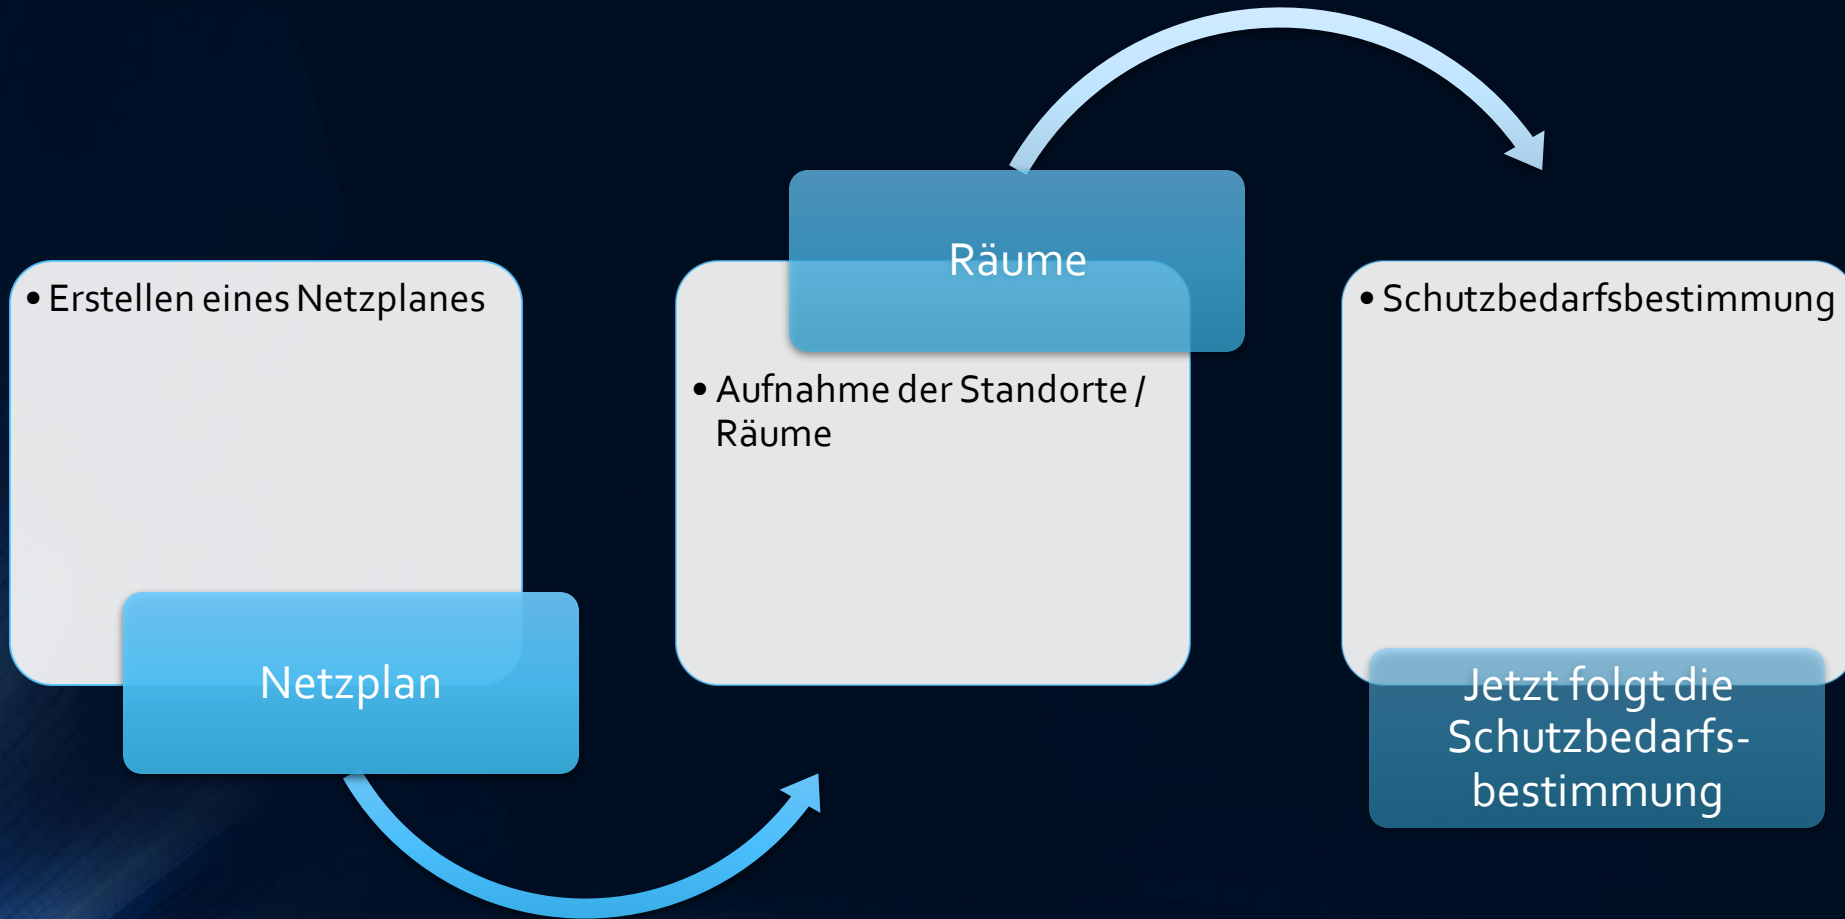 • Erstellen eines Netzplanes
Netzplan
Räume
• Aufnahme der Standorte /
Räume
• Schutzbedarfsbestimmung
Jetzt folgt die
Schutzbedarfs-
bestimmung